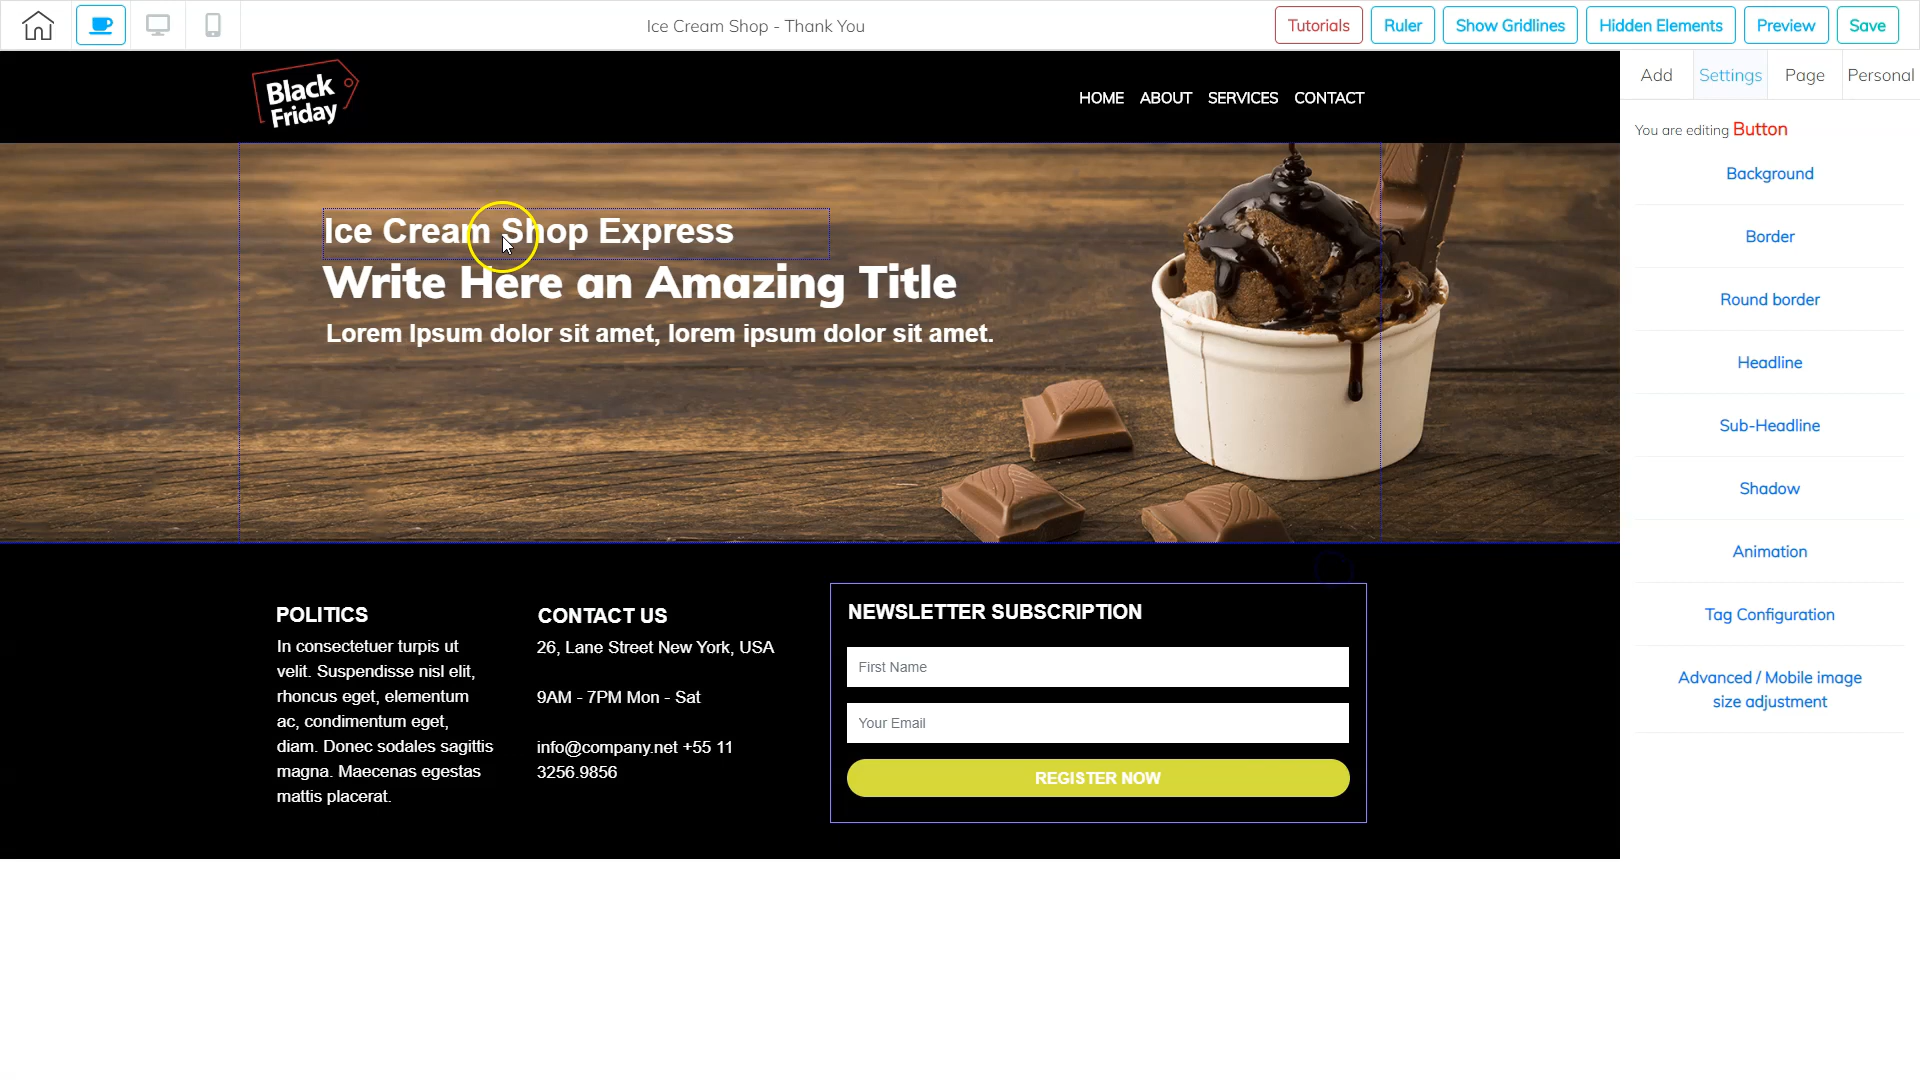 Ice Cream Shop - Thank You
Tutorials
Ruler
Show Gridlines
Hidden Elements
Preview
Save
Black
Friday
HOME
ABOUT
SERVICES
CONTACT
Add
Settings
Page
Personal
You are editing Button
Background
Border
Round border
Headline
Sub-Headline
Shadow
Animation
Tag Configuration
Advanced / Mobile image
size adjustment
Ice Cream Shop Express
Write Here an Amazing Title
Lorem Ipsum dolor sit amet, lorem ipsum dolor sit amet.
POLITICS
In consectetuer turpis ut
velit. Suspendisse nisl elit,
rhoncus eget, elementum
ac, condimentum eget,
diam. Donec sodales sagittis
magna. Maecenas egestas
mattis placerat.
CONTACT US
26, Lane Street New York, USA
9AM - 7PM Mon - Sat
info@company.net +55 11
3256.9856
NEWSLETTER SUBSCRIPTION
First Name
Your Email
REGISTER NOW